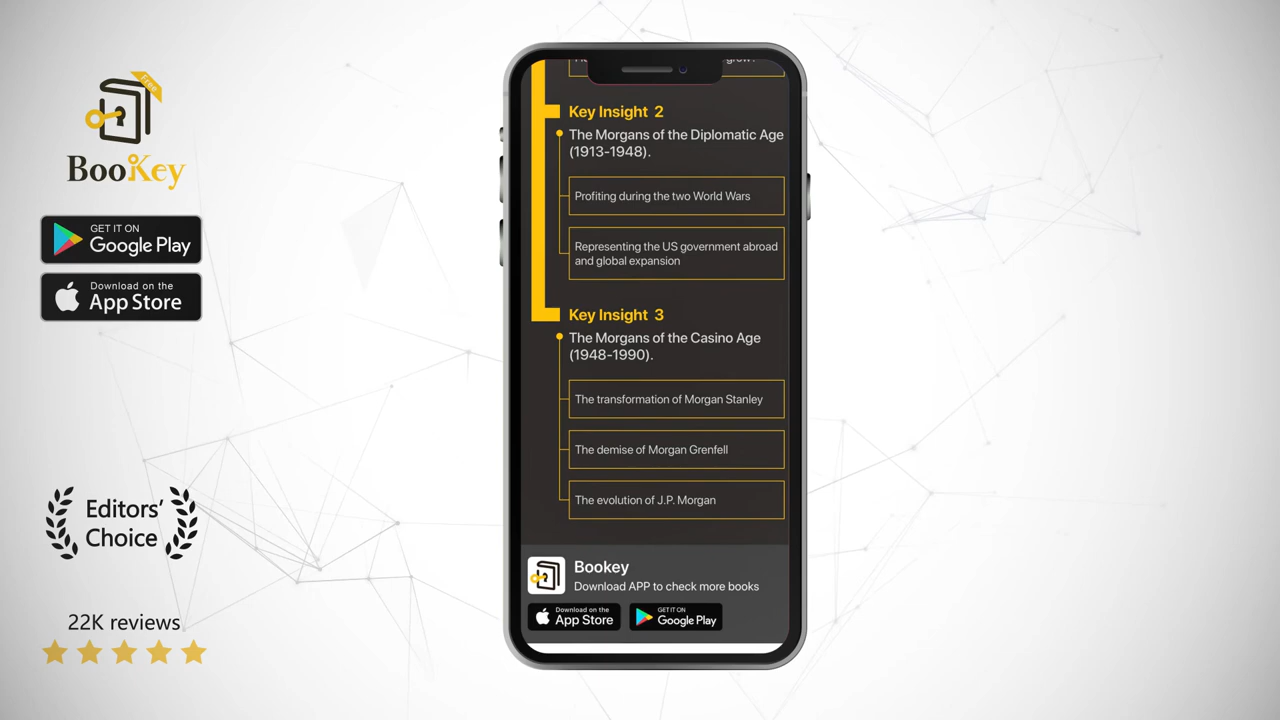 Free
BooKey
GET IT ON
Google Play
Download on the
App Store
Editors’
Choice
22K reviews
grow?
Key Insight 2
The Morgans of the Diplomatic Age
(1913-1948).
Profiting during the two World Wars
Representing the US government abroad
and global expansion
Key Insight 3
The Morgans of the Casino Age
(1948-1990).
The transformation of Morgan Stanley
The demise of Morgan Grenfell
The evolution of J.P. Morgan
Bookey
Download APP to check more books
Download on the
App Store
GET IT ON
Google Play